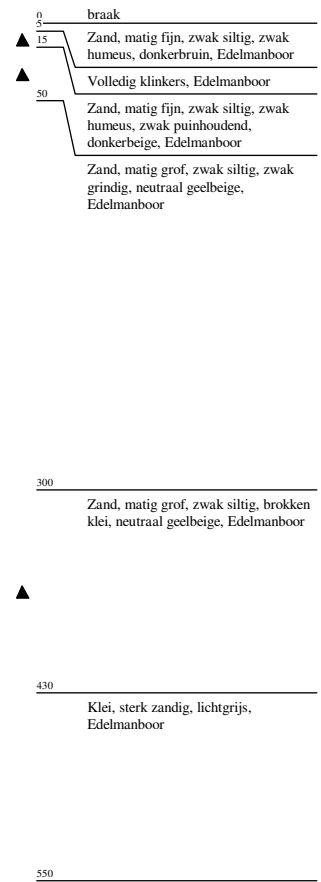 0 braak
5
Zand, matig fijn, zwak siltig, zwak
humeus, donkerbruin, Edelmanboor
15
Volledig klinkers, Edelmanboor
50
Zand, matig fijn, zwak siltig, zwak
humeus, zwak puinhoudend,
donkerbeige, Edelmanboor
Zand, matig grof, zwak siltig, zwak
grindig, neutraal geelbeige,
Edelmanboor
300
Zand, matig grof, zwak siltig, brokken
klei, neutraal geelbeige, Edelmanboor
430
Klei, sterk zandig, lichtgrijs,
Edelmanboor
550